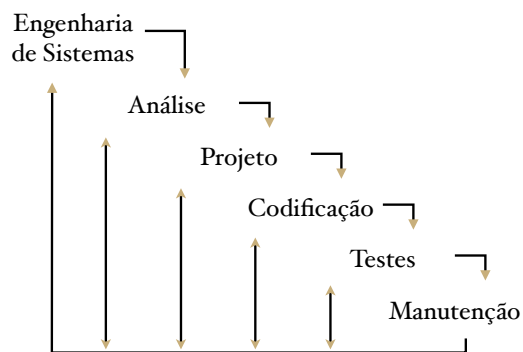 Engenharia
de Sistemas
Análise
Projeto
Codificação
Testes
Manutenção